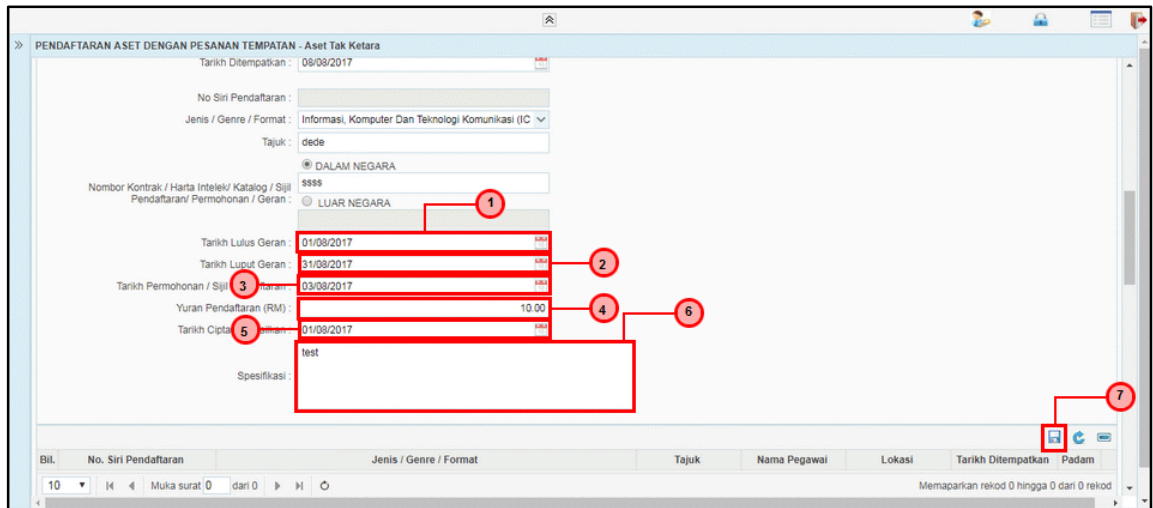 PENDAFTARAN ASET DENGAN PESANAN TEMPATAN - Aset Tak Ketara
Tarikh Ditempatkan : 08/08/2017
No Siri Pendaftaran :
Jenis / Genre / Format : Informasi, Komputer Dan Teknologi Komunikasi (IC
Tajuk : dede
DALAM NEGARA
Nombor Kontrak / Harta Intelek/ Katalog / Sijil Pendaftaran/ Permohonan / Geran : ssss
LUAR NEGARA
1
Tarikh Lulus Geran : 01/08/2017
Tarikh Luput Geran : 31/08/2017
2
Tarikh Permohonan / Sijil 3 taran : 03/08/2017
Yuran Pendaftaran (RM) : 10.00
4
6
Tarikh Cipta 5 : 01/08/2017
Spesifikasi : test
7
Bil. No. Siri Pendaftaran Jenis / Genre / Format Tajuk Nama Pegawai Lokasi Tarikh Ditempatkan Padam
10 Muka surat 0 dari 0 Memaparkan rekod 0 hingga 0 dari 0 rekod